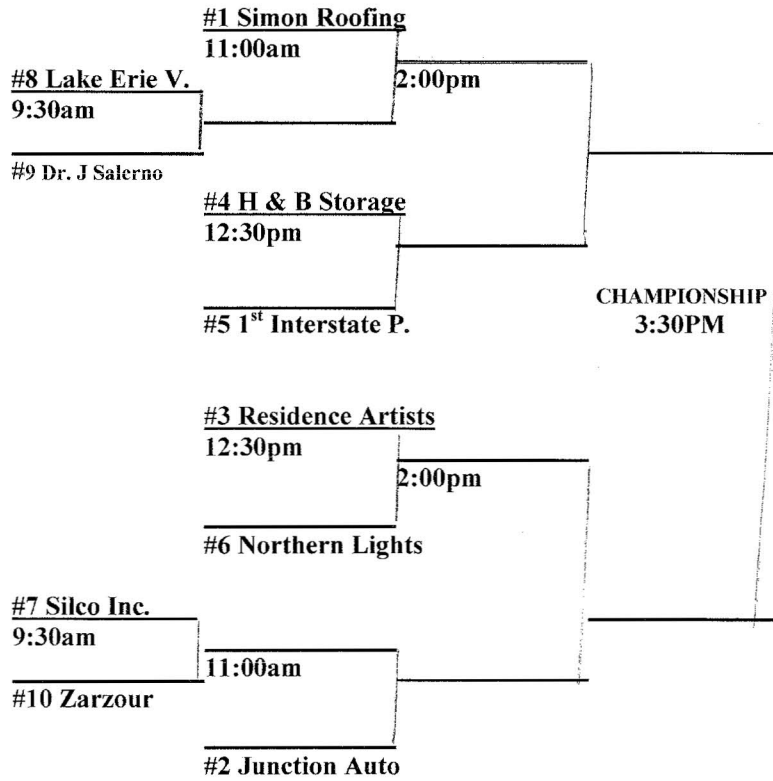 #1 Simon Roofing
11:00am
2:00pm
#8 Lake Erie V.
9:30am
#9 Dr. J Salerno
#4 H & B Storage
12:30pm
#5 1st Interstate P.
CHAMPIONSHIP
3:30PM
#3 Residence Artists
12:30pm
2:00pm
#6 Northern Lights
#7 Silco Inc.
9:30am
11:00am
#10 Zarzour
#2 Junction Auto